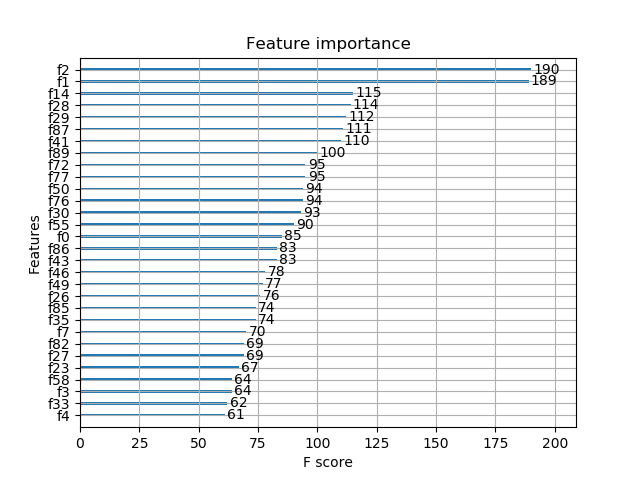 Feature importance
Features
f2 190
f1 189
f14 115
f28 114
f29 112
f87 111
f41 110
f89 100
f72 95
f77 95
f50 94
f76 94
f30 93
f55 90
f0 85
f86 83
f43 83
f46 78
f49 77
f26 76
f85 74
f35 74
f7 70
f82 69
f27 69
f23 67
f58 64
f3 64
f33 62
f4 61
0 25 50 75 100 125 150 175 200
F score